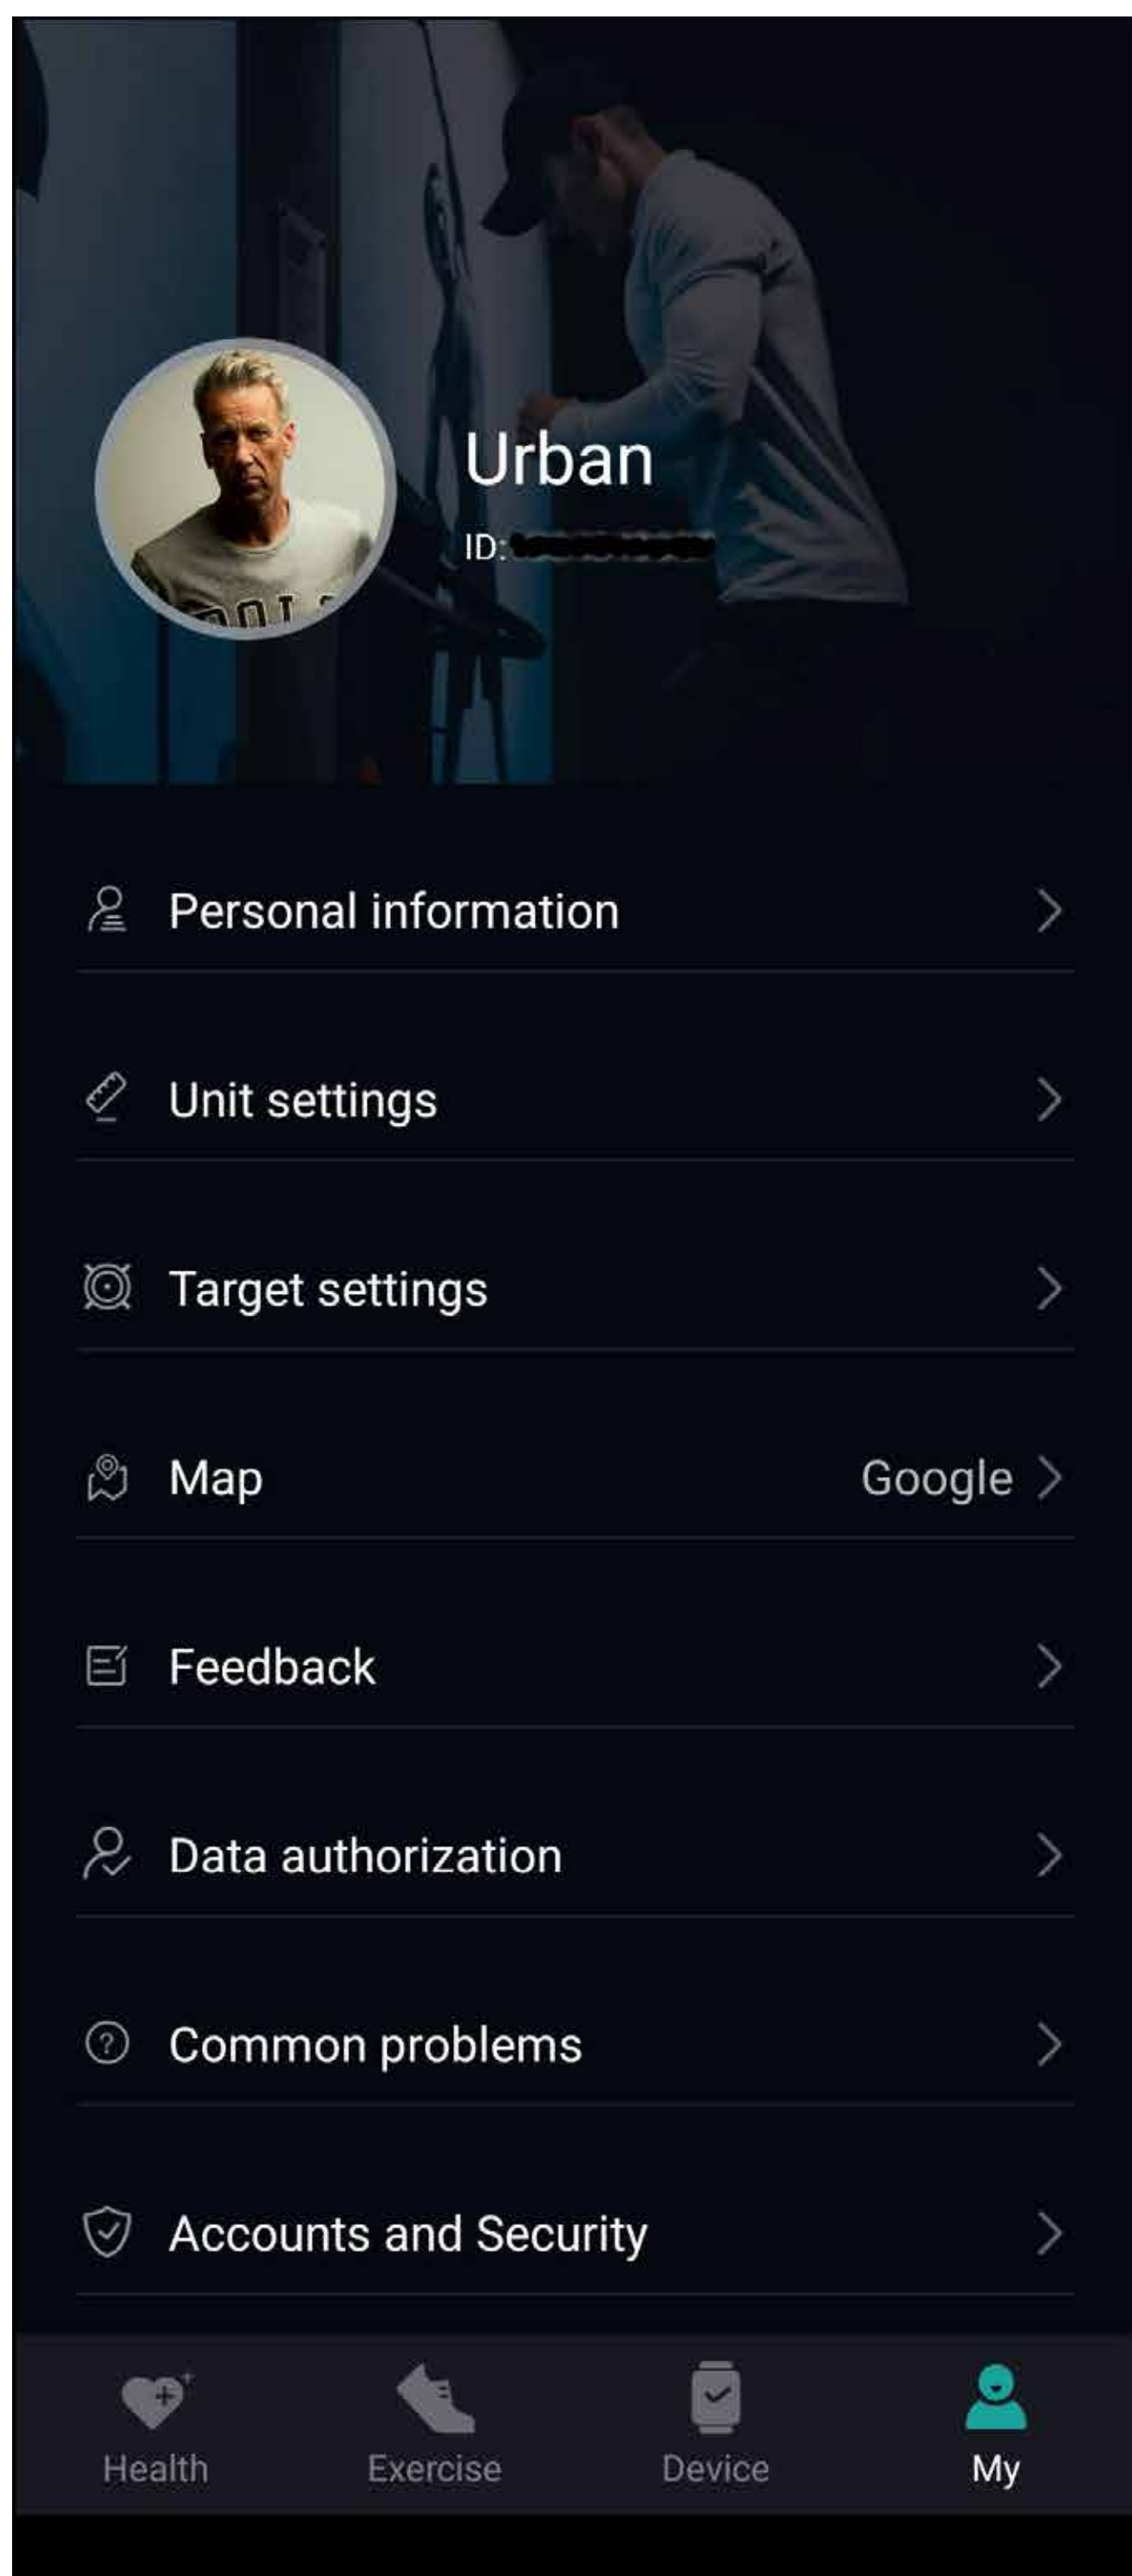 Urban
ID:
Personal information
Unit settings
Target settings
Map
Google
Feedback
Data authorization
Common problems
Accounts and Security
Health
Exercise
Device
My